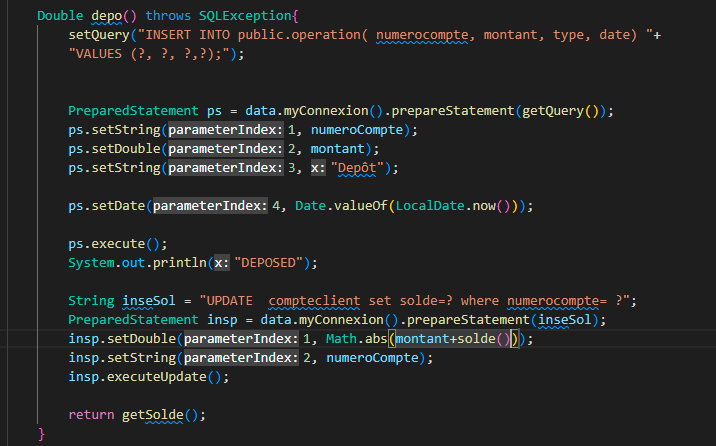 Double depo() throws SQLException{
setQuery("INSERT INTO public.operation( numerocompte, montant, type, date) "+
"VALUES (?, ?, ?,?);");
PreparedStatement ps = data.myConnexion().prepareStatement(getQuery());
ps.setString(parameterIndex:1, numeroCompte);
ps.setDouble(parameterIndex:2, montant);
ps.setString(parameterIndex:3, x:"Depôt");
ps.setDate(parameterIndex:4, Date.valueOf(LocalDate.now()));
ps.execute();
System.out.println(x:"DEPOSED");
String inseSol = "UPDATE  compteclient set solde=? where numerocompte= ?";
PreparedStatement insp = data.myConnexion().prepareStatement(inseSol);
insp.setDouble(parameterIndex:1, Math.abs(montant+solde()));
insp.setString(parameterIndex:2, numeroCompte);
insp.executeUpdate();
return getSolde();
}